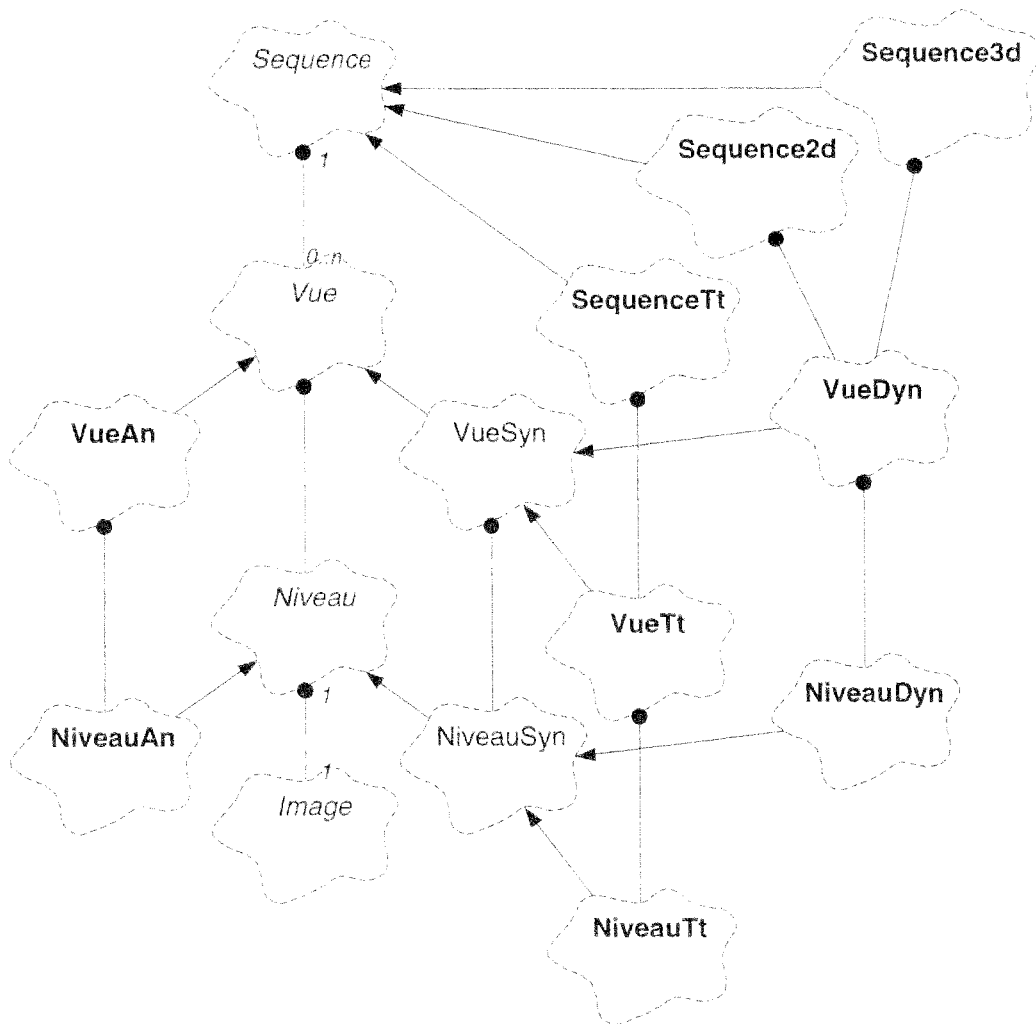 Sequence
Sequence3d
Sequence2d
1
0..n
Vue
SequenceTt
VueDyn
VueAn
VueSyn
Niveau
VueTt
1
NiveauDyn
NiveauAn
NiveauSyn
1
Image
NiveauTt